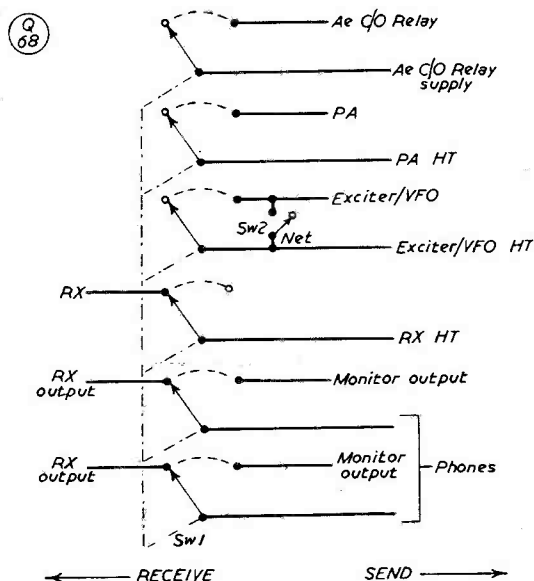 Q
68
Ae C/O Relay
Ae C/O Relay
supply
PA
PA HT
Exciter/VFO
Sw2
Net
Exciter/VFO HT
RX
RX HT
RX
output
Monitor output
RX
output
Monitor
output
Phones
Sw1
RECEIVE
SEND